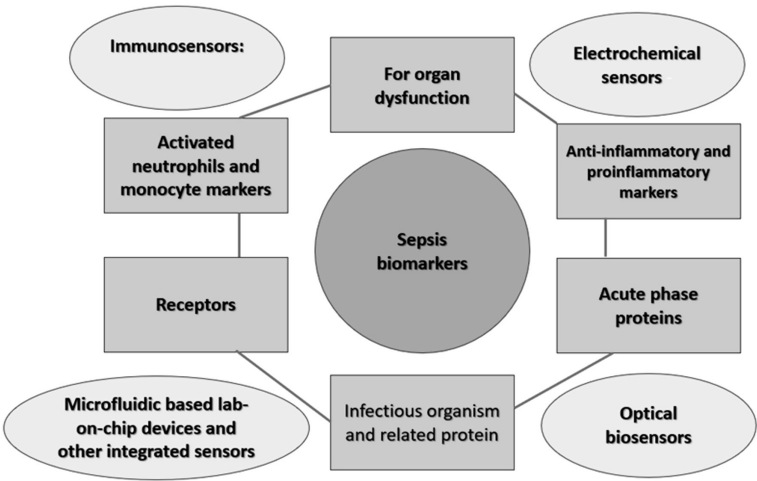 Immunosensors:
For organ
dysfunction
Electrochemical
sensors
Activated
neutrophils and
monocyte markers
Anti-inflammatory and
proinflammatory
markers
Sepsis
biomarkers
Receptors
Acute phase
proteins
Microfluidic based lab-
on-chip devices and
other integrated sensors
Infectious organism
and related protein
Optical
biosensors